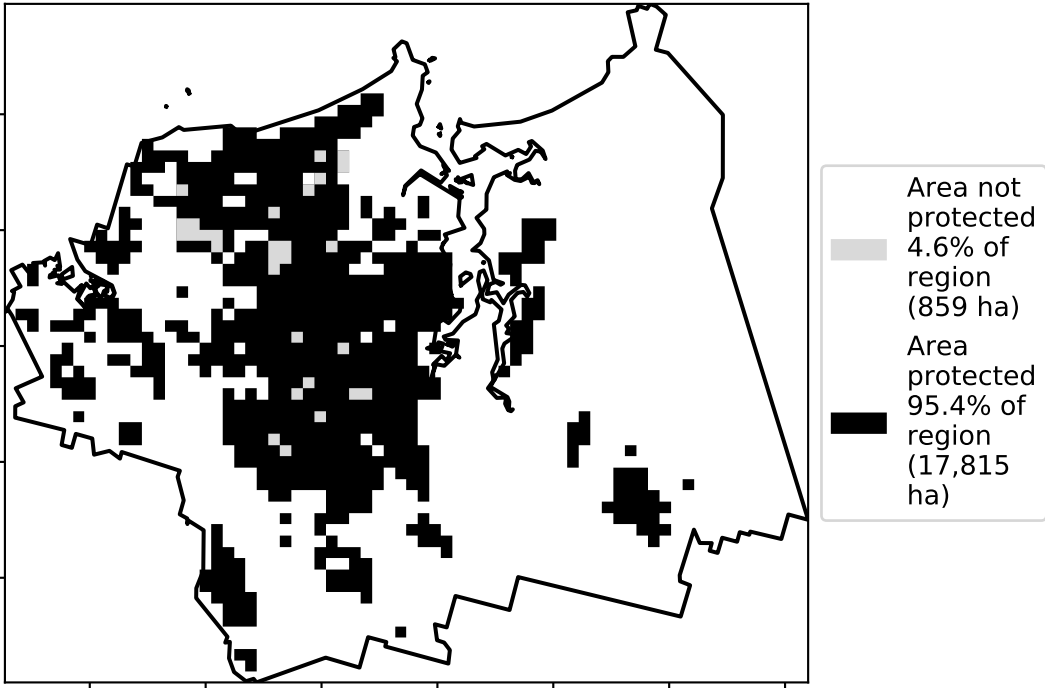 Area not
protected
4.6% of
region
(859 ha)
Area
protected
95.4% of
region
(17,815
ha)